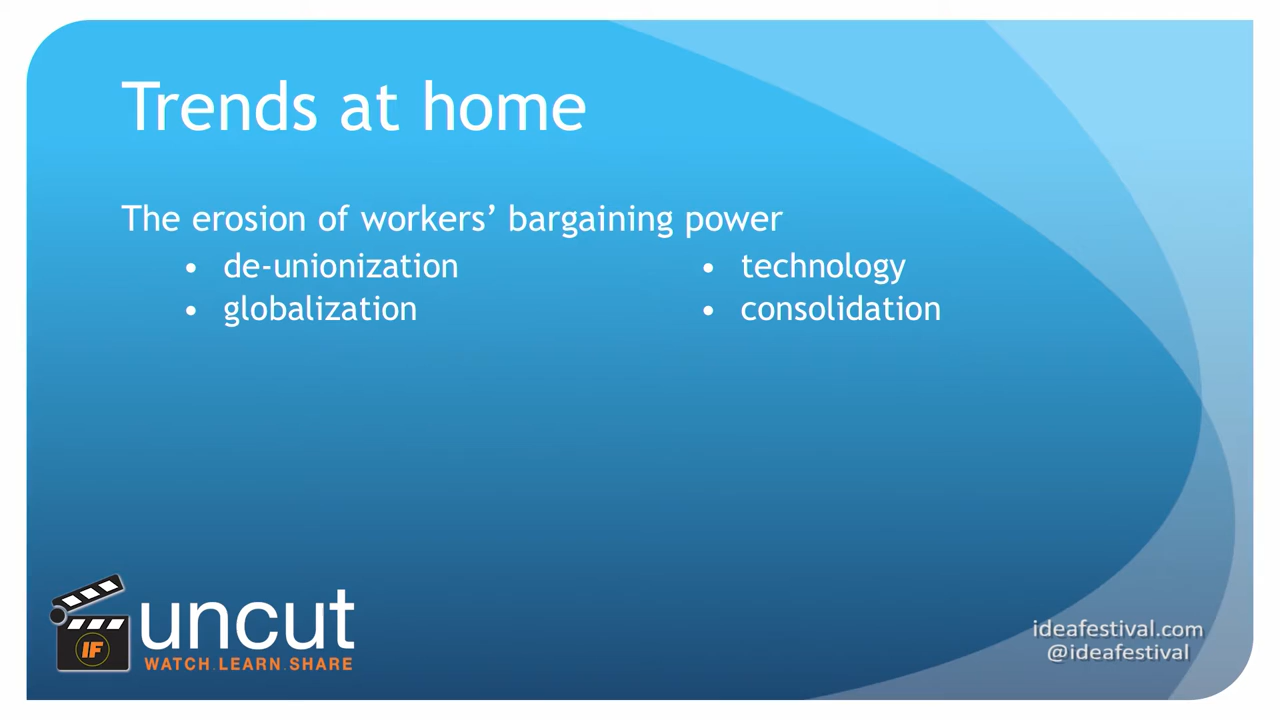 Trends at home
The erosion of workers’ bargaining power
• de-unionization
• globalization
• technology
• consolidation
IF
uncut
WATCH.LEARN.SHARE
ideafestival.com
@ideafestival